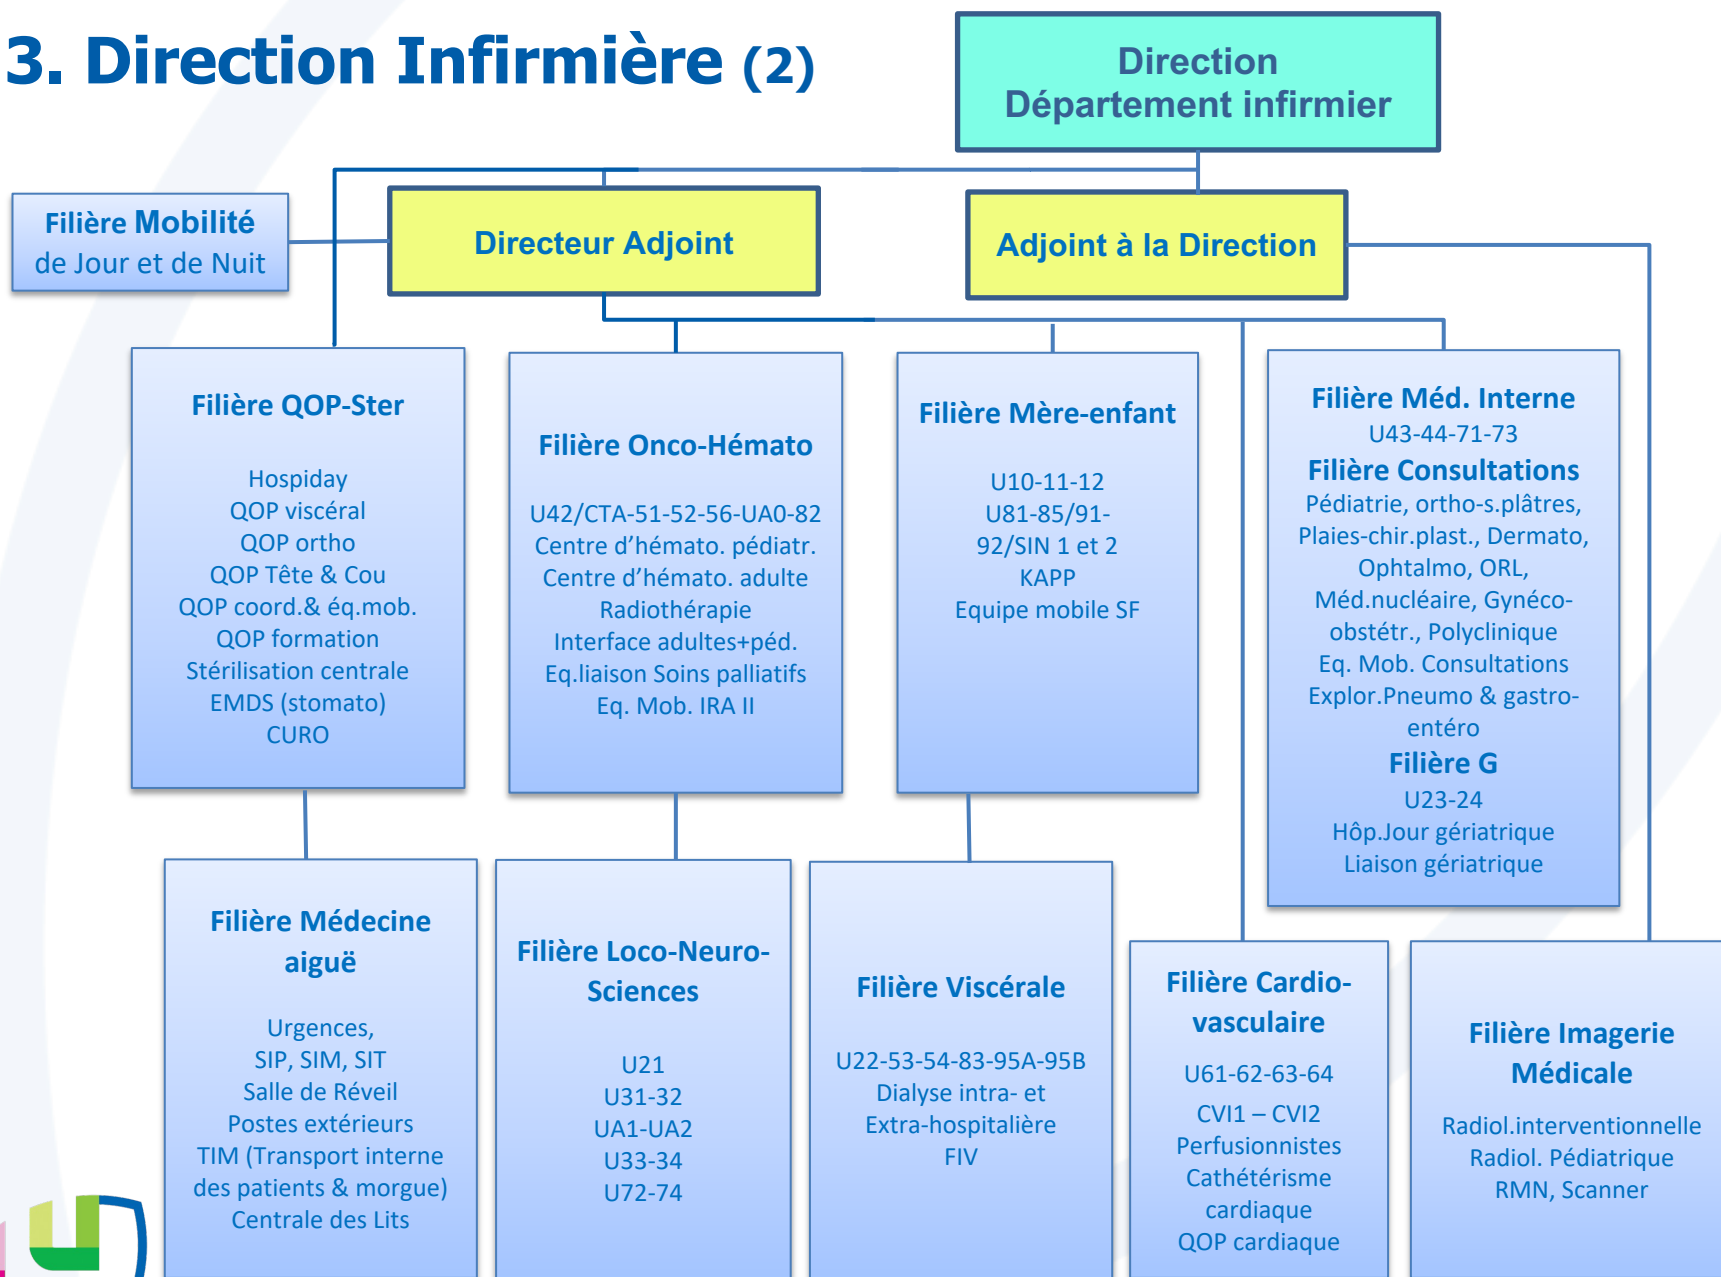 3. Direction Infirmière (2)
Direction
Département infirmier
Filière Mobilité
de Jour et de Nuit
Directeur Adjoint
Adjoint à la Direction
Filière QOP-Ster
Hospiday
QOP viscéral
QOP ortho
QOP Tête & Cou
QOP coord.& éq.mob.
QOP formation
Stérilisation centrale
EMDS (stomato)
CURO
Filière Onco-Hémato
U42/CTA-51-52-56-UA0-82
Centre d’hémato. pédiatr.
Centre d’hémato. adulte
Radiothérapie
Interface adultes+péd.
Eq.liaison Soins palliatifs
Eq. Mob. IRA II
Filière Mère-enfant
U10-11-12
U81-85/91-
92/SIN 1 et 2
KAPP
Equipe mobile SF
Filière Méd. Interne
U43-44-71-73
Filière Consultations
Pédiatrie, ortho-s.plâtres,
Plaies-chir.plast., Dermato,
Ophtalmo, ORL,
Méd.nucléaire, Gynéco-
obstétr., Polyclinique
Eq. Mob. Consultations
Explor.Pneumo & gastro-
entéro
Filière G
U23-24
Hôp.Jour gériatrique
Liaison gériatrique
Filière Médecine
aiguë
Urgences,
SIP, SIM, SIT
Salle de Réveil
Postes extérieurs
TIM (Transport interne
des patients & morgue)
Centrale des Lits
Filière Loco-Neuro-
Sciences
U21
U31-32
UA1-UA2
U33-34
U72-74
Filière Viscérale
U22-53-54-83-95A-95B
Dialyse intra- et
Extra-hospitalière
FIV
Filière Cardio-
vasculaire
U61-62-63-64
CVI1 – CVI2
Perfusionnistes
Cathétérisme
cardiaque
QOP cardiaque
Filière Imagerie
Médicale
Radiol.interventionnelle
Radiol. Pédiatrique
RMN, Scanner